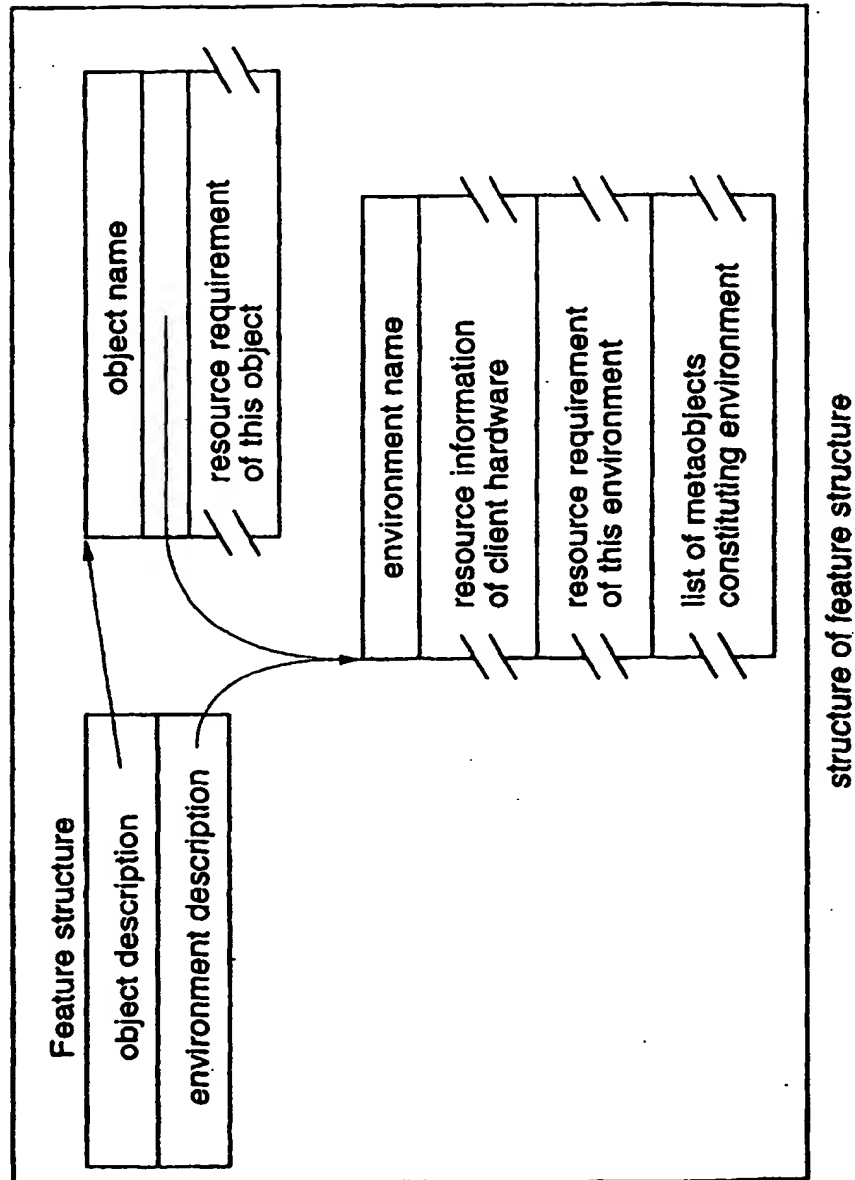 Feature structure
object description
environment description
object name
resource requirement
of this object
environment name
resource information
of client hardware
resource requirement
of this environment
list of metaobjects
constituting environment
structure of feature structure